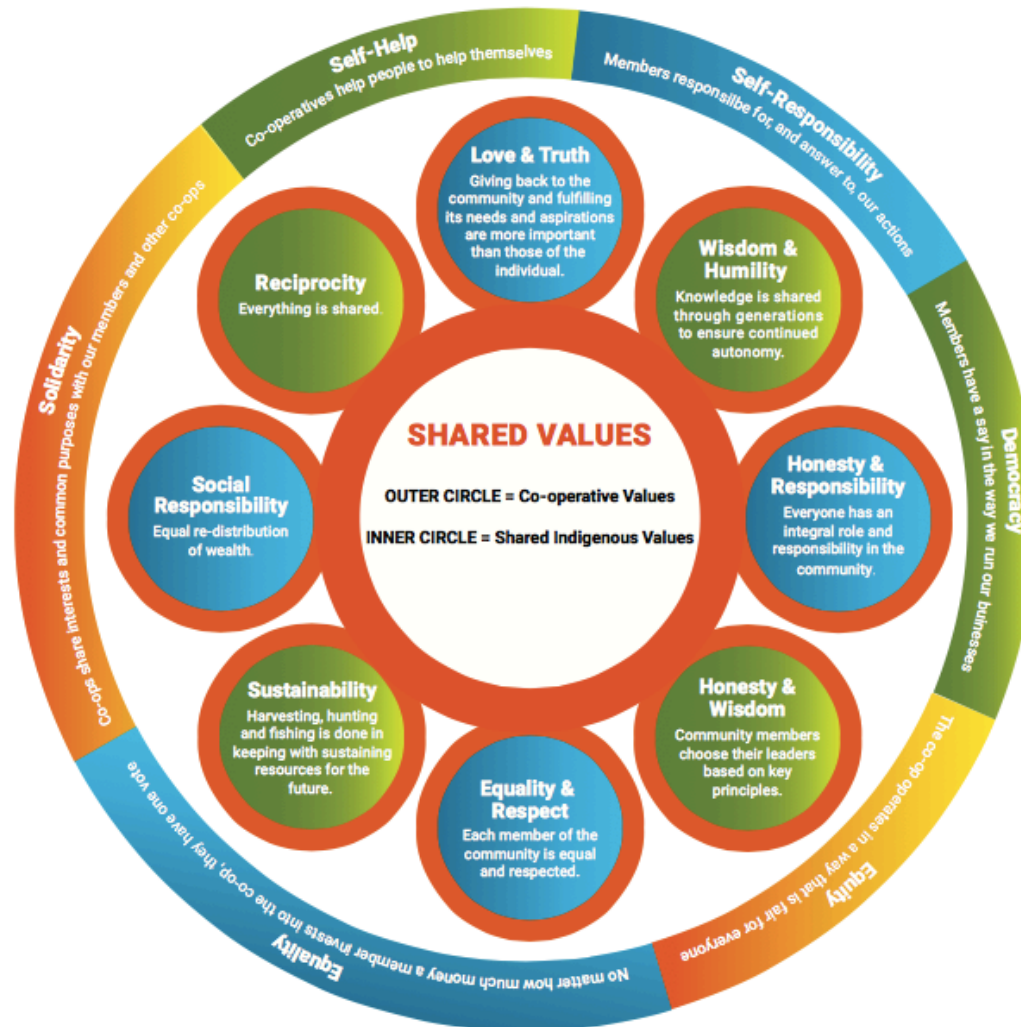 Self-Help
Co-operatives help people to help themselves
Self-Responsibility
Members responsilbe for, and answer to, our actions
Democracy
Members have a say in the way we run our buinesses
Equity
The co-op operates in a way that is fair for everyone
Equality
No matter how much money a member invests into the co-op, they have one vote
Solidarity
Co-ops share interests and common purposes with our members and other co-ops
Love & Truth
Giving back to the
community and fulfilling
its needs and aspirations
are more important
than those of the
individual.
Wisdom &
Humility
Knowledge is shared
through generations
to ensure continued
autonomy.
Honesty &
Responsibility
Everyone has an
integral role and
responsibility in the
community.
Honesty &
Wisdom
Community members
choose their leaders
based on key
principles.
Equality &
Respect
Each member of the
community is equal
and respected.
Sustainability
Harvesting, hunting
and fishing is done in
keeping with sustaining
resources for the
future.
Social
Responsibility
Equal re-distribution
of wealth.
Reciprocity
Everything is shared.
SHARED VALUES
OUTER CIRCLE = Co-operative Values
INNER CIRCLE = Shared Indigenous Values